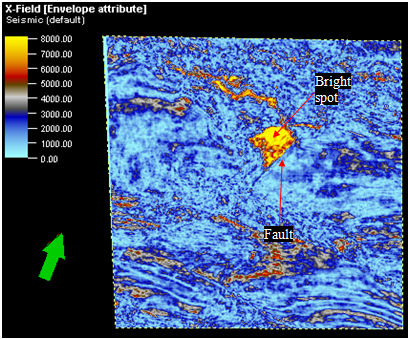 X-Field [Envelope attribute]
Seismic (default)
8000.00
7000.00
6000.00
5000.00
4000.00
3000.00
2000.00
1000.00
0.00
Bright
spot
Fault